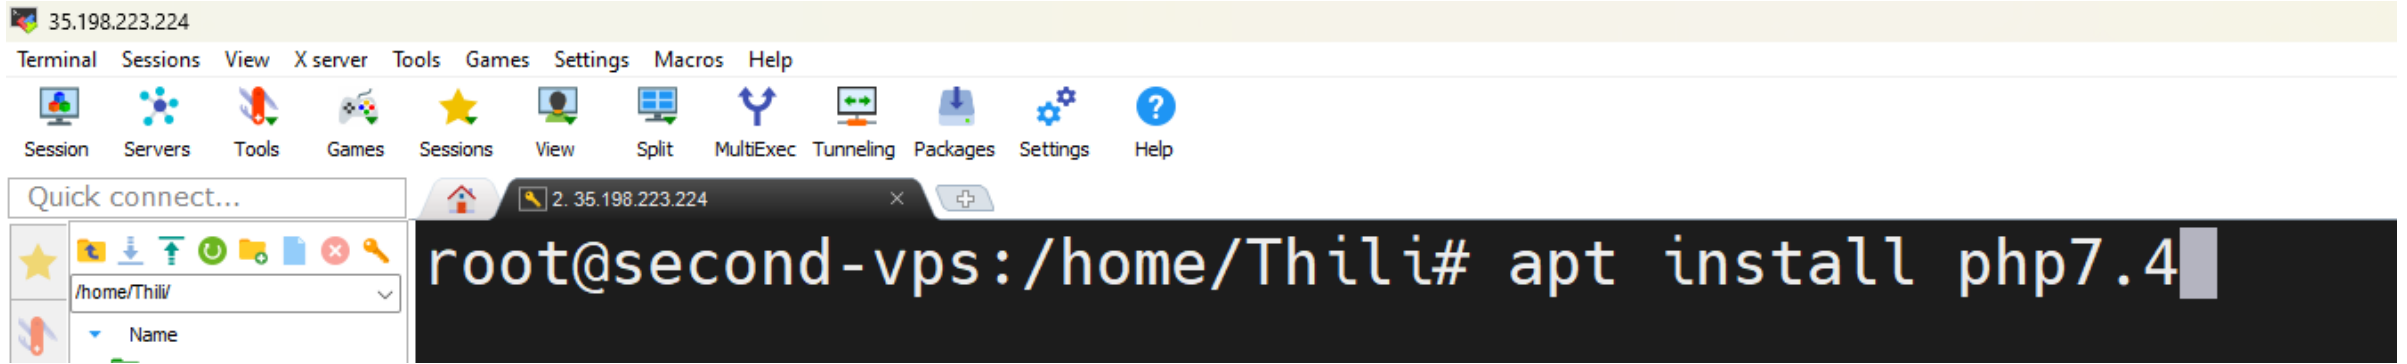 35.198.223.224
Terminal Sessions View X server Tools Games Settings Macros Help
Session Servers Tools Games Sessions View Split MultiExec Tunneling Packages Settings Help
Quick connect...
2. 35.198.223.224
/home/Thili/
Name
root@second-vps:/home/Thili# apt install php7.4